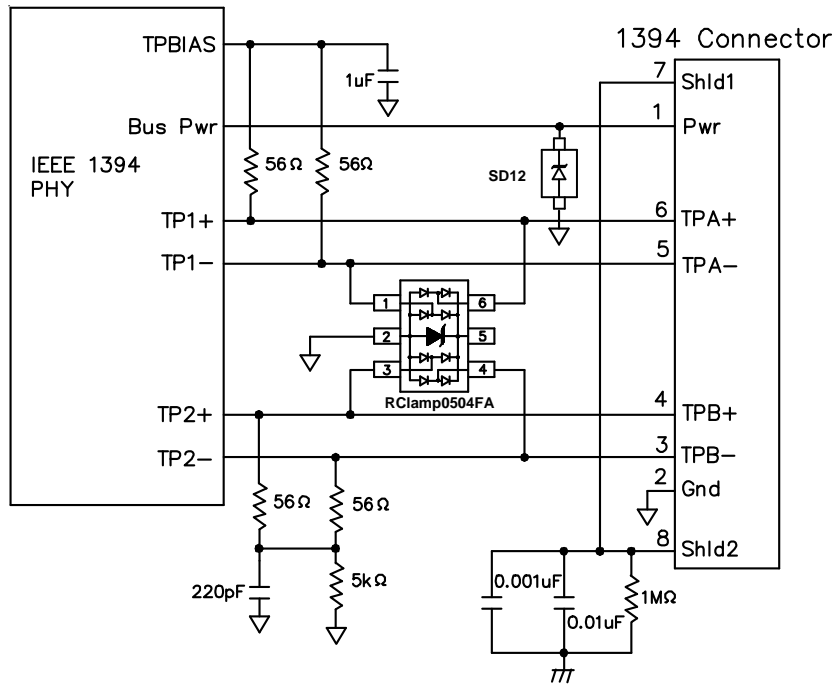 1394 Connector
TPBIAS
1uF
7
Shld1
Bus Pwr
1
Pwr
IEEE 1394
PHY
56Ω
56Ω
SD12
TP1+
6
TPA+
TP1-
5
TPA-
1
6
2
5
3
4
RClamp0504FA
TP2+
4
TPB+
TP2-
3
TPB-
2
Gnd
56Ω
56Ω
8
Shld2
220pF
5kΩ
0.001uF
1MΩ
0.01uF